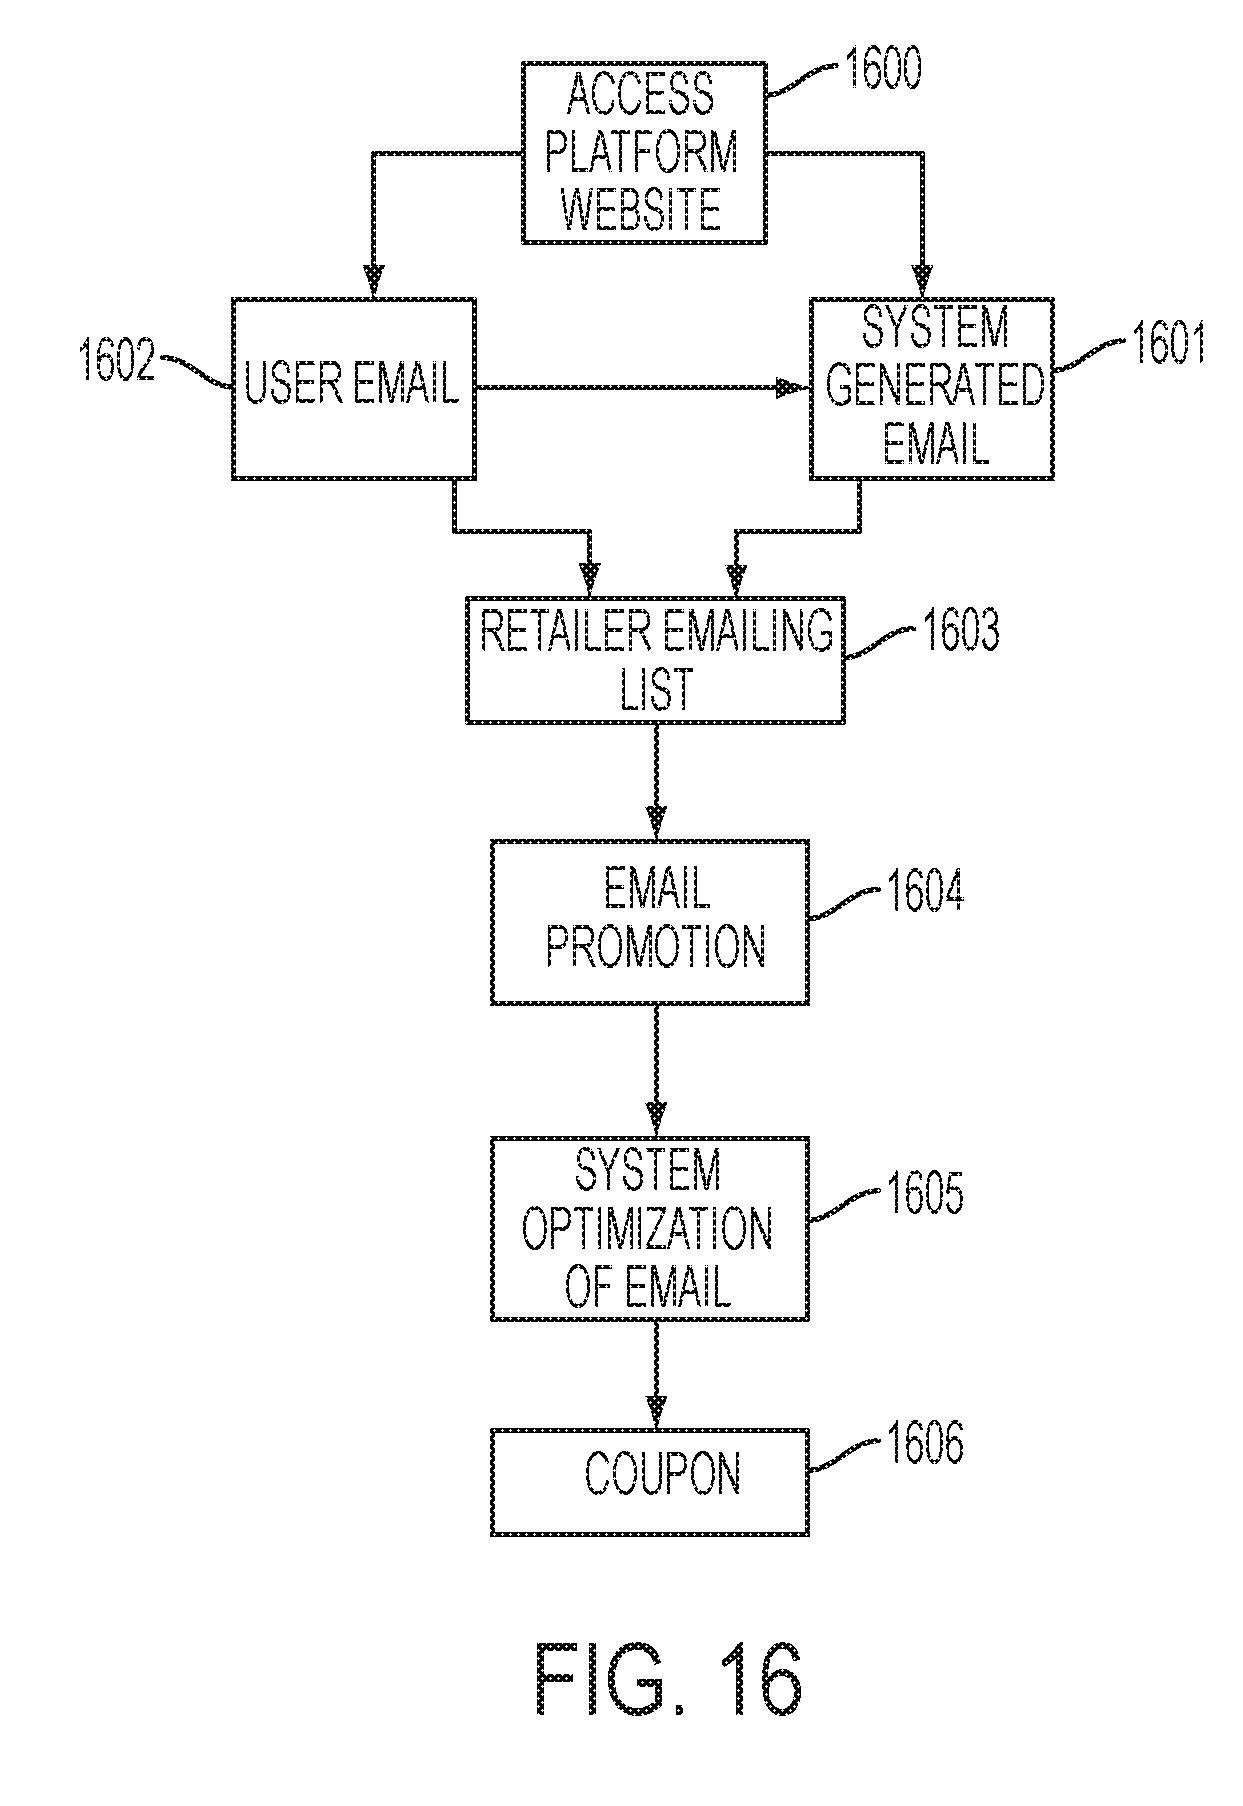 1600
ACCESS
PLATFORM
WEBSITE
1602
USER EMAIL
SYSTEM
GENERATED
EMAIL
1601
RETAILER EMAILING
LIST
1603
EMAIL
PROMOTION
1604
SYSTEM
OPTIMIZATION
OF EMAIL
1605
COUPON
1606
FIG. 16